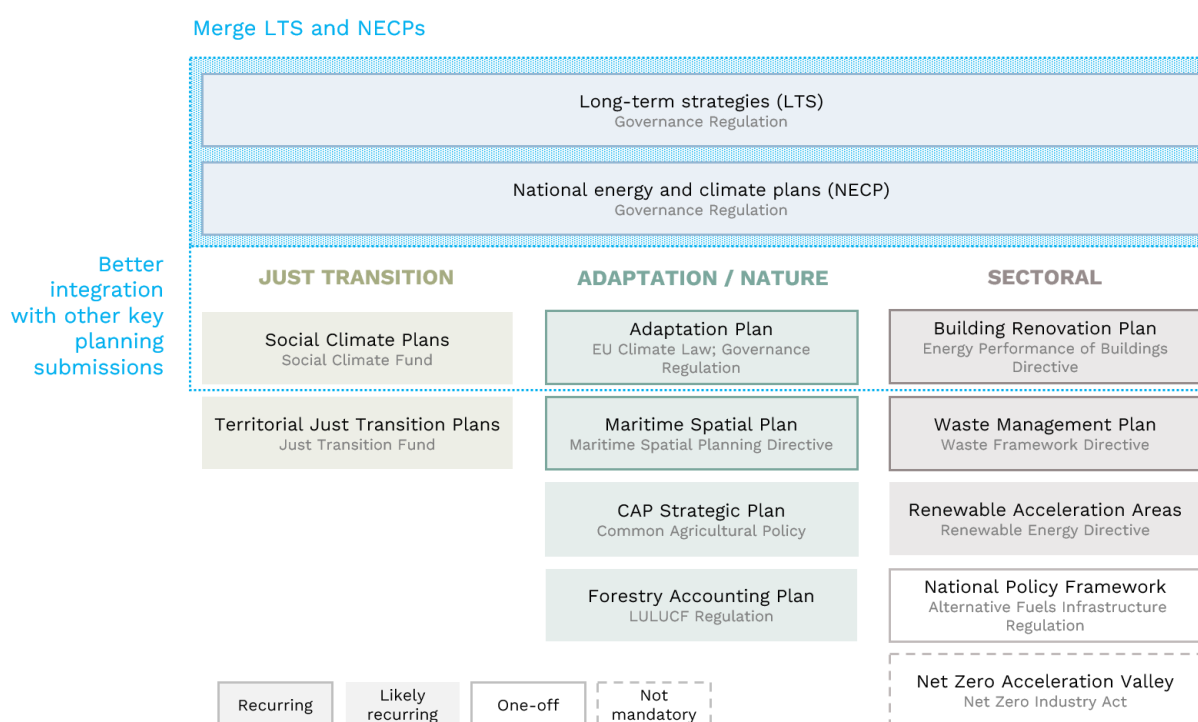 Merge LTS and NECPs
Long-term strategies (LTS)
Governance Regulation
National energy and climate plans (NECP)
Governance Regulation
Better
integration
with other key
planning
submissions
JUST TRANSITION
Social Climate Plans
Social Climate Fund
Territorial Just Transition Plans
Just Transition Fund
ADAPTATION / NATURE
Adaptation Plan
EU Climate Law; Governance
Regulation
Maritime Spatial Plan
Maritime Spatial Planning Directive
CAP Strategic Plan
Common Agricultural Policy
Forestry Accounting Plan
LULUCF Regulation
SECTORAL
Building Renovation Plan
Energy Performance of Buildings
Directive
Waste Management Plan
Waste Framework Directive
Renewable Acceleration Areas
Renewable Energy Directive
National Policy Framework
Alternative Fuels Infrastructure
Regulation
Net Zero Acceleration Valley
Net Zero Industry Act
Recurring
Likely
recurring
One-off
Not
mandatory